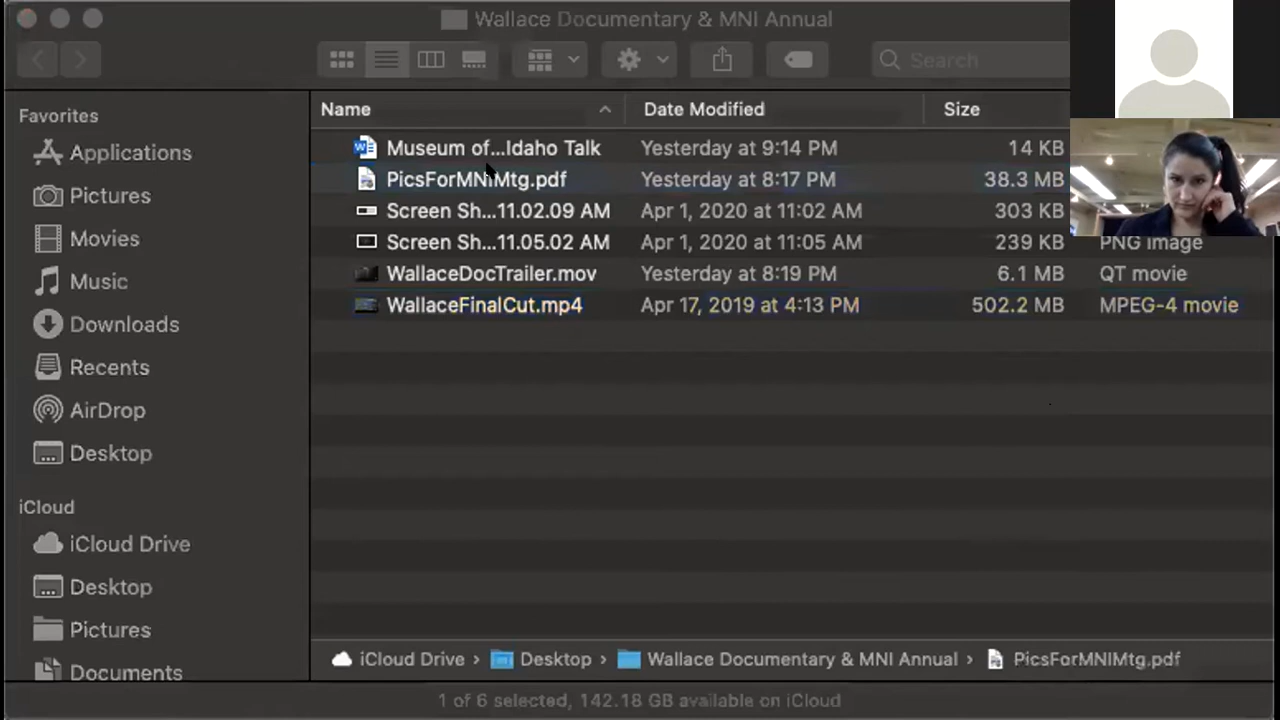 Wallace Documentary & MNI Annual
Search
Favorites
Applications
Pictures
Movies
Music
Downloads
Recents
AirDrop
Desktop
iCloud
iCloud Drive
Desktop
Pictures
Documents
Name Date Modified Size
Museum of...Idaho Talk Yesterday at 9:14 PM 14 KB
PicsForMNIMtg.pdf Yesterday at 8:17 PM 38.3 MB
Screen Sh...11.02.09 AM Apr 1, 2020 at 11:02 AM 303 KB
Screen Sh...11.05.02 AM Apr 1, 2020 at 11:05 AM 239 KB PNG image
WallaceDocTrailer.mov Yesterday at 8:19 PM 6.1 MB QT movie
WallaceFinalCut.mp4 Apr 17, 2019 at 4:13 PM 502.2 MB MPEG-4 movie
iCloud Drive › Desktop › Wallace Documentary & MNI Annual › PicsForMNIMtg.pdf
1 of 6 selected, 142.18 GB available on iCloud